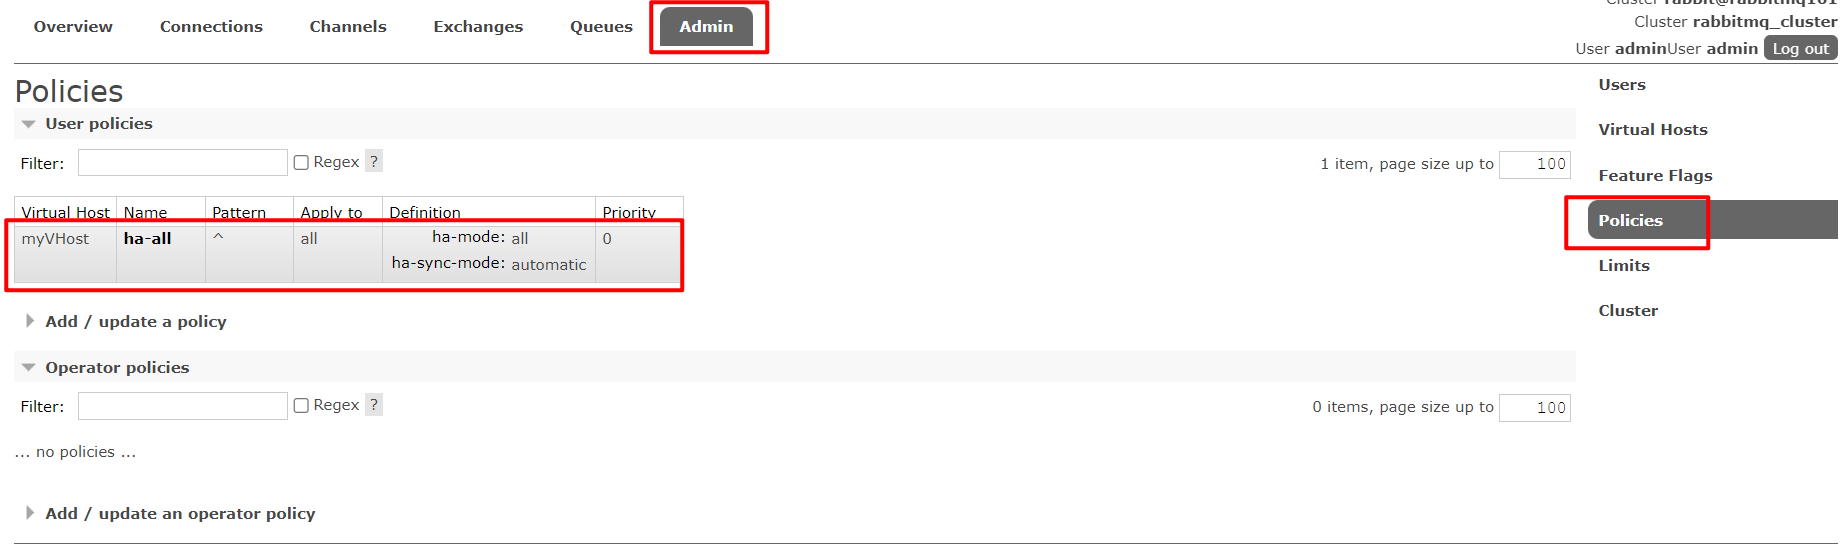 Cluster rabbit@rabbitmq161
Overview Connections Channels Exchanges Queues Admin
Cluster rabbitmq_cluster
User adminUser admin Log out
Policies
User policies
Filter: Regex ? 1 item, page size up to 100
Virtual Host Name Pattern Apply to Definition Priority
myVHost ha-all ^ all ha-mode: all 0
ha-sync-mode: automatic
Add / update a policy
Operator policies
Filter: Regex ? 0 items, page size up to 100
... no policies ...
Add / update an operator policy
Users
Virtual Hosts
Feature Flags
Policies
Limits
Cluster